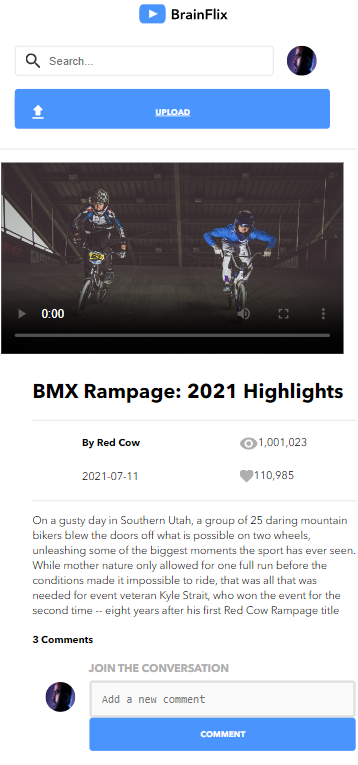 BrainFlix
Search...
UPLOAD
0:00
BMX Rampage: 2021 Highlights
By Red Cow
1,001,023
2021-07-11
110,985
On a gusty day in Southern Utah, a group of 25 daring mountain
bikers blew the doors off what is possible on two wheels,
unleashing some of the biggest moments the sport has ever seen.
While mother nature only allowed for one full run before the
conditions made it impossible to ride, that was all that was
needed for event veteran Kyle Strait, who won the event for the
second time -- eight years after his first Red Cow Rampage title
3 Comments
JOIN THE CONVERSATION
Add a new comment
COMMENT